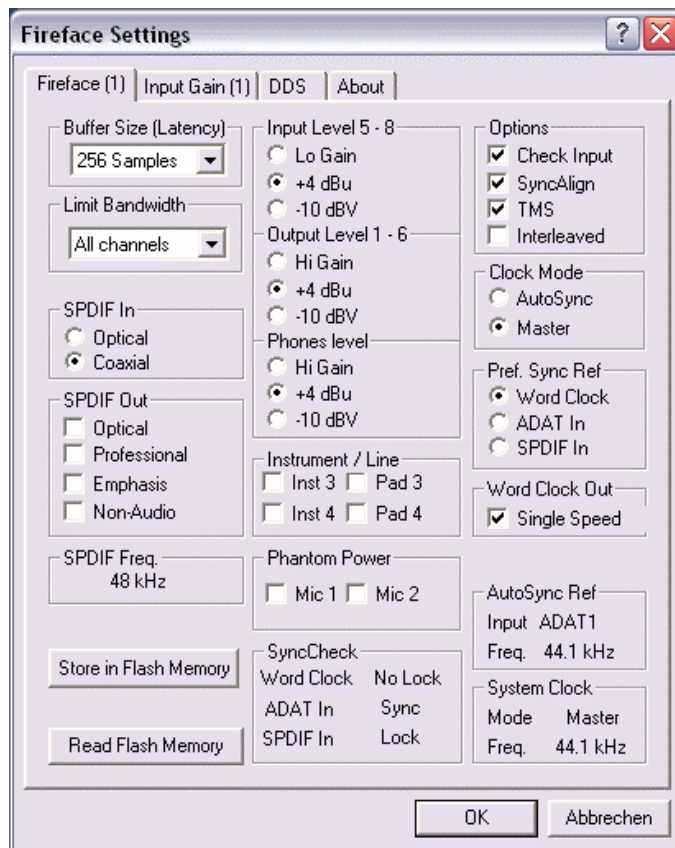 Fireface Settings
Fireface (1) Input Gain (1) DDS About
Buffer Size (Latency)
256 Samples
Limit Bandwidth
All channels
SPDIF In
Optical
Coaxial
SPDIF Out
Optical
Professional
Emphasis
Non-Audio
SPDIF Freq.
48 kHz
Store in Flash Memory
Read Flash Memory
Input Level 5 - 8
Lo Gain
+4 dBu
-10 dBV
Output Level 1 - 6
Hi Gain
+4 dBu
-10 dBV
Phones level
Hi Gain
+4 dBu
-10 dBV
Instrument / Line
Inst 3 Pad 3
Inst 4 Pad 4
Phantom Power
Mic 1 Mic 2
SyncCheck
Word Clock No Lock
ADAT In Sync
SPDIF In Lock
Options
Check Input
SyncAlign
TMS
Interleaved
Clock Mode
AutoSync
Master
Pref. Sync Ref
Word Clock
ADAT In
SPDIF In
Word Clock Out
Single Speed
AutoSync Ref
Input ADAT1
Freq. 44.1 kHz
System Clock
Mode Master
Freq. 44.1 kHz
OK Abbrechen